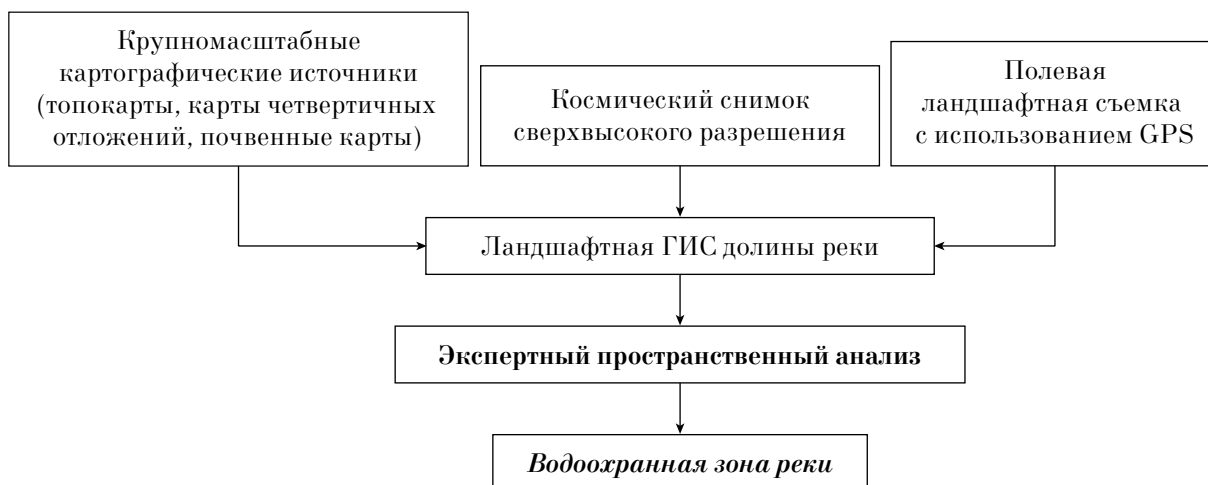 Крупномасштабные
картографические источники
(топокарты, карты четвертичных
отложений, почвенные карты)
Космический снимок
сверхвысокого разрешения
Полевая
ландшафтная съемка
с использованием GPS
Ландшафтная ГИС долины реки
Экспертный пространственный анализ
Водоохранная зона реки